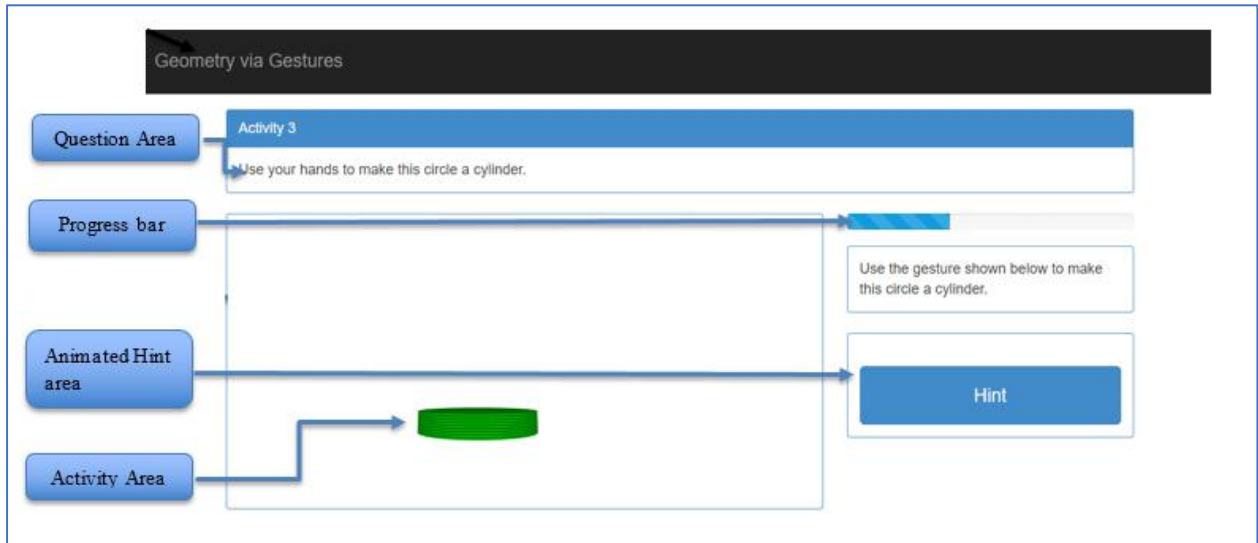 Geometry via Gestures
Question Area
Activity 3
Use your hands to make this circle a cylinder.
Progress bar
Use the gesture shown below to make
this circle a cylinder.
Animated Hint
area
Hint
Activity Area